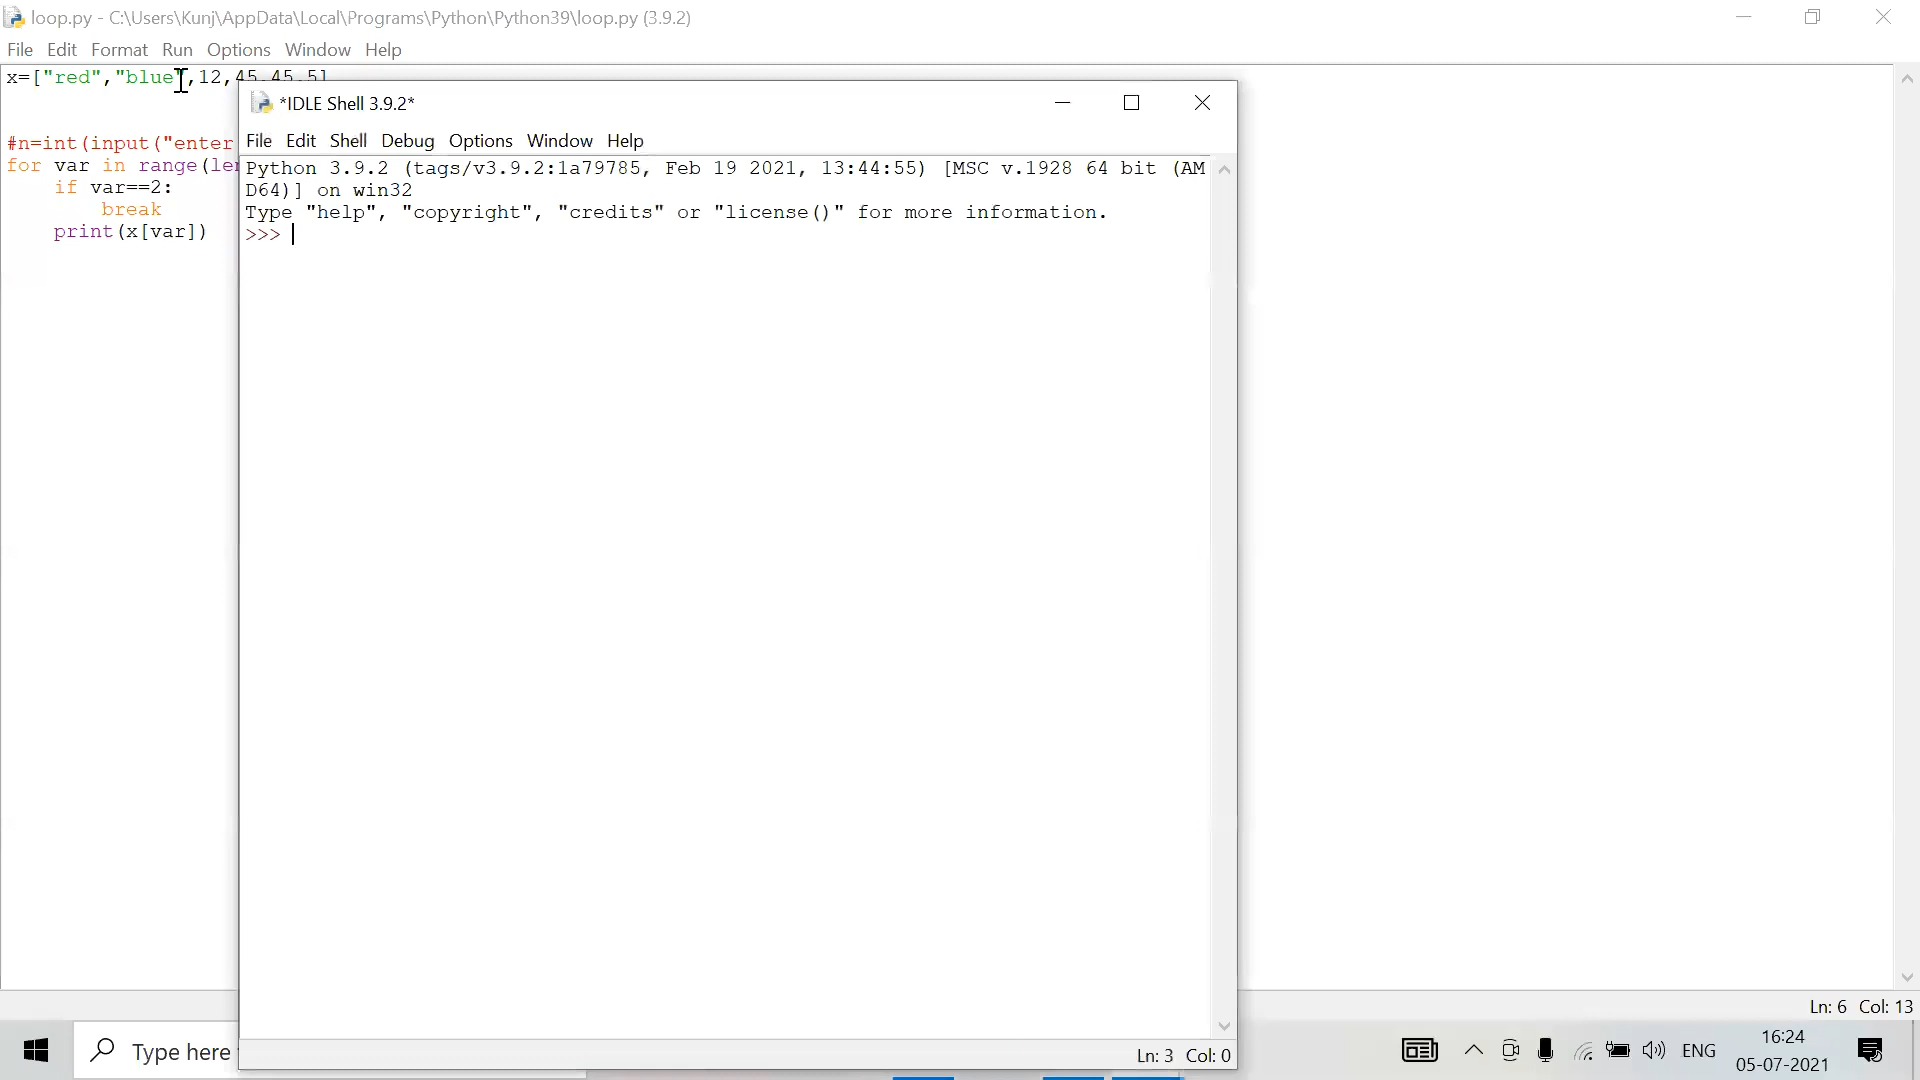 loop.py - C:\Users\Kunj\AppData\Local\Programs\Python\Python39\loop.py (3.9.2)
File Edit Format Run Options Window Help
x=["red","blue",12,45,45.5]
#n=int(input("enter
for var in range(len
if var==2:
break
print(x[var])
*IDLE Shell 3.9.2*
File Edit Shell Debug Options Window Help
Python 3.9.2 (tags/v3.9.2:1a79785, Feb 19 2021, 13:44:55) [MSC v.1928 64 bit (AM
D64)] on win32
Type "help", "copyright", "credits" or "license()" for more information.
>>>
Ln: 3 Col: 0
Ln: 6 Col: 13
Type here
ENG
16:24
05-07-2021